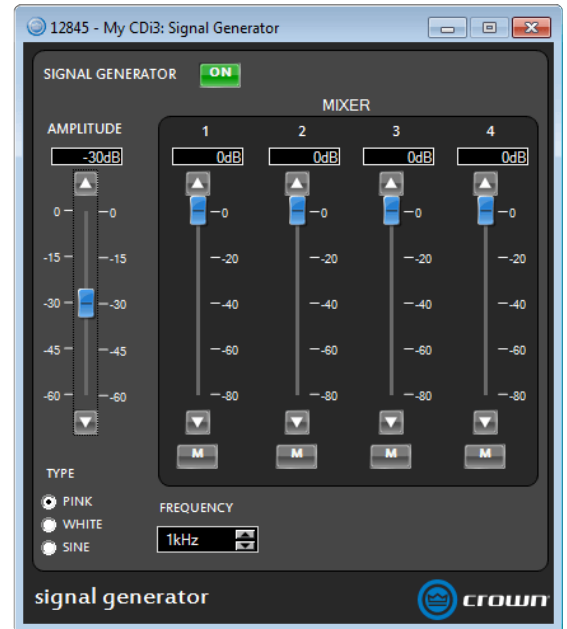 12845 - My CDi3: Signal Generator
SIGNAL GENERATOR ON
MIXER
AMPLITUDE 1 2 3 4
-30dB 0dB 0dB 0dB 0dB
0 0 0 0 0 0
-15 -15 -20 -20 -20 -20
-30 -30 -40 -40 -40 -40
-45 -45 -60 -60 -60 -60
-60 -60 -80 -80 -80 -80
M M M M
TYPE
PINK FREQUENCY
WHITE
1kHz
SINE
signal generator crown